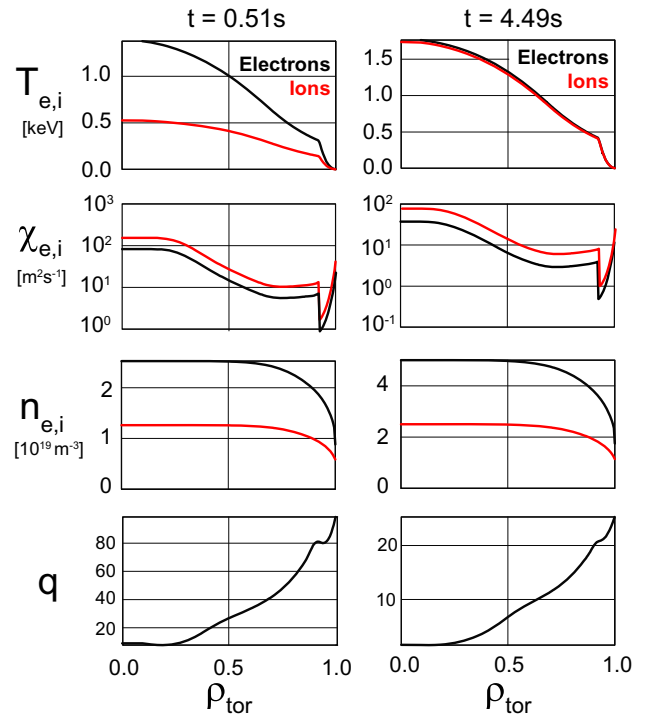 t = 0.51s
t = 4.49s
T e,i
[keV]
1.0
0.5
0.0
Electrons
Ions
1.5
1.0
0.5
0.0
Electrons
Ions
χ e,i
[m²s⁻¹]
10³
10²
10¹
10⁰
10²
10¹
10⁰
10⁻¹
n e,i
[10¹⁹ m⁻³]
2
1
0
4
2
0
q
80
60
40
20
20
10
0.0
0.5
1.0
0.0
0.5
1.0
ρ tor
ρ tor